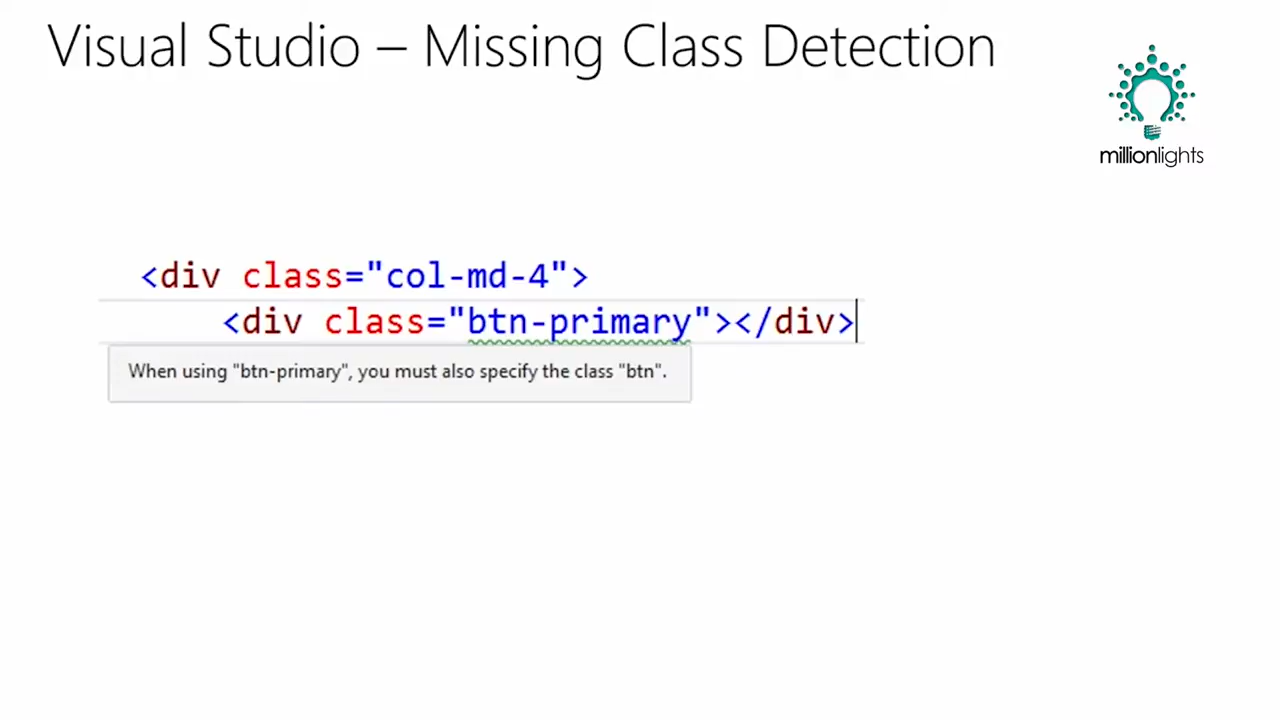 Visual Studio – Missing Class Detection
millionlights
<div class="col-md-4">
<div class="btn-primary"></div>
When using "btn-primary", you must also specify the class "btn".